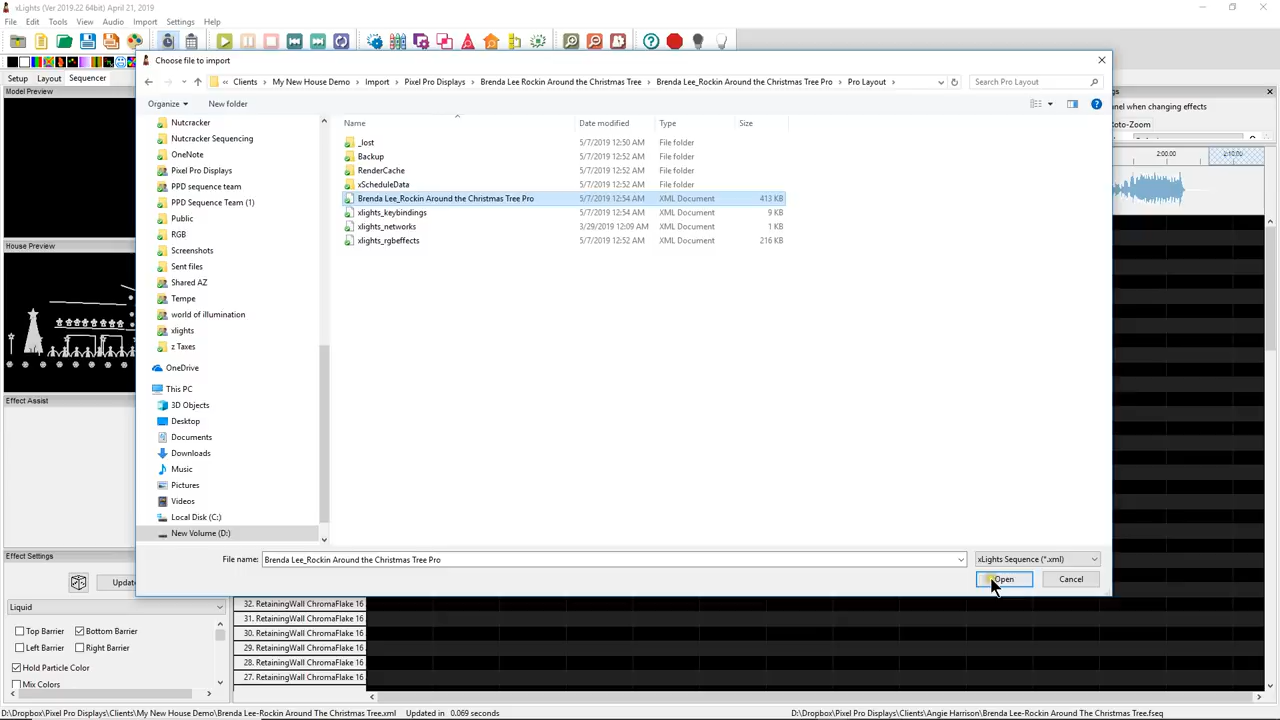 xLights (Ver 2019.22 64bit) April 21, 2019
File Edit Tools View Audio Import Settings Help
Choose file to import
Setup Layout Sequencer
« Clients > My New House Demo > Import > Pixel Pro Displays > Brenda Lee Rockin Around the Christmas Tree > Brenda Lee_Rockin Around the Christmas Tree Pro > Pro Layout >
Search Pro Layout
Model Preview
Organize New folder
nel when changing effects
Name Date modified Type Size
2:00.00 2:10.00
Nutcracker
Nutcracker Sequencing
OneNote
Pixel Pro Displays
PPD sequence team
PPD Sequence Team (1)
Public
RGB
Screenshots
Sent files
Shared AZ
Tempe
world of illumination
xlights
z Taxes
OneDrive
This PC
3D Objects
Desktop
Documents
Downloads
Music
Pictures
Videos
Local Disk (C:)
New Volume (D:)
_lost 5/7/2019 12:50 AM File folder
Backup 5/7/2019 12:52 AM File folder
RenderCache 5/7/2019 12:52 AM File folder
xScheduleData 5/7/2019 12:52 AM File folder
Brenda Lee_Rockin Around the Christmas Tree Pro 5/7/2019 12:54 AM XML Document 413 KB
xlights_keybindings 5/7/2019 12:54 AM XML Document 9 KB
xlights_networks 3/29/2019 12:09 AM XML Document 1 KB
xlights_rgbeffects 5/7/2019 12:52 AM XML Document 216 KB
House Preview
Effect Assist
File name: Brenda Lee_Rockin Around the Christmas Tree Pro
xLights Sequence (*.xml)
Open Cancel
Effect Settings
Updat
Liquid
Top Barrier Bottom Barrier
Left Barrier Right Barrier
Hold Particle Color
Mix Colors
32. RetainingWall ChromaFlake 16
31. RetainingWall ChromaFlake 16
30. RetainingWall ChromaFlake 16
29. RetainingWall ChromaFlake 16
28. RetainingWall ChromaFlake 16
27. RetainingWall ChromaFlake 16
D:\Dropbox\Pixel Pro Displays\Clients\My New House Demo\Brenda Lee-Rockin Around The Christmas Tree.xml Updated in 0.069 seconds
D:\Dropbox\Pixel Pro Displays\Clients\Angie Harrison\Brenda Lee-Rockin Around The Christmas Tree.fseq